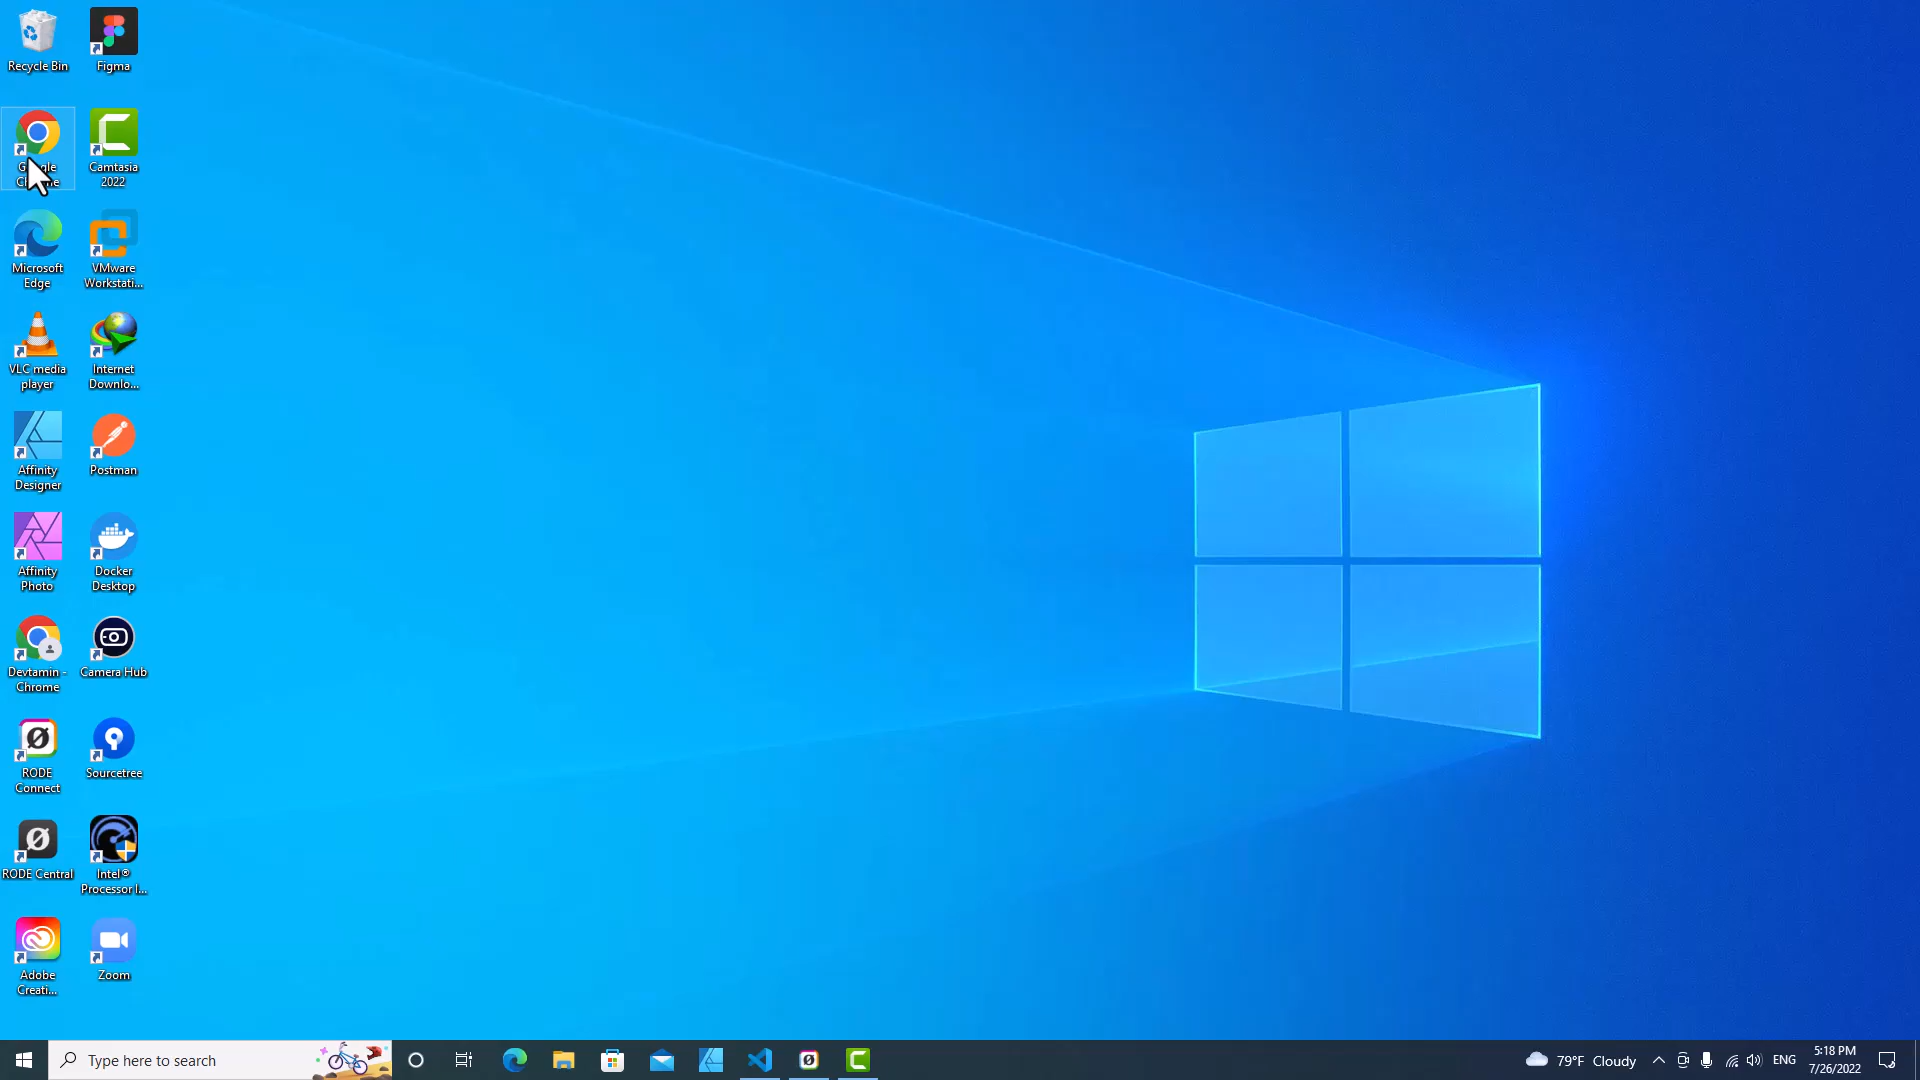 Recycle Bin
Figma
Google
Chrome
Camtasia
2022
Microsoft
Edge
VMware
Workstati...
VLC media
player
Internet
Downlo...
Affinity
Designer
Postman
Affinity
Photo
Docker
Desktop
Devtamin -
Chrome
Camera Hub
RODE
Connect
Sourcetree
RODE Central
Intel®
Processor I...
Adobe
Creati...
Zoom
Type here to search
79°F Cloudy
ENG
5:18 PM
7/26/2022